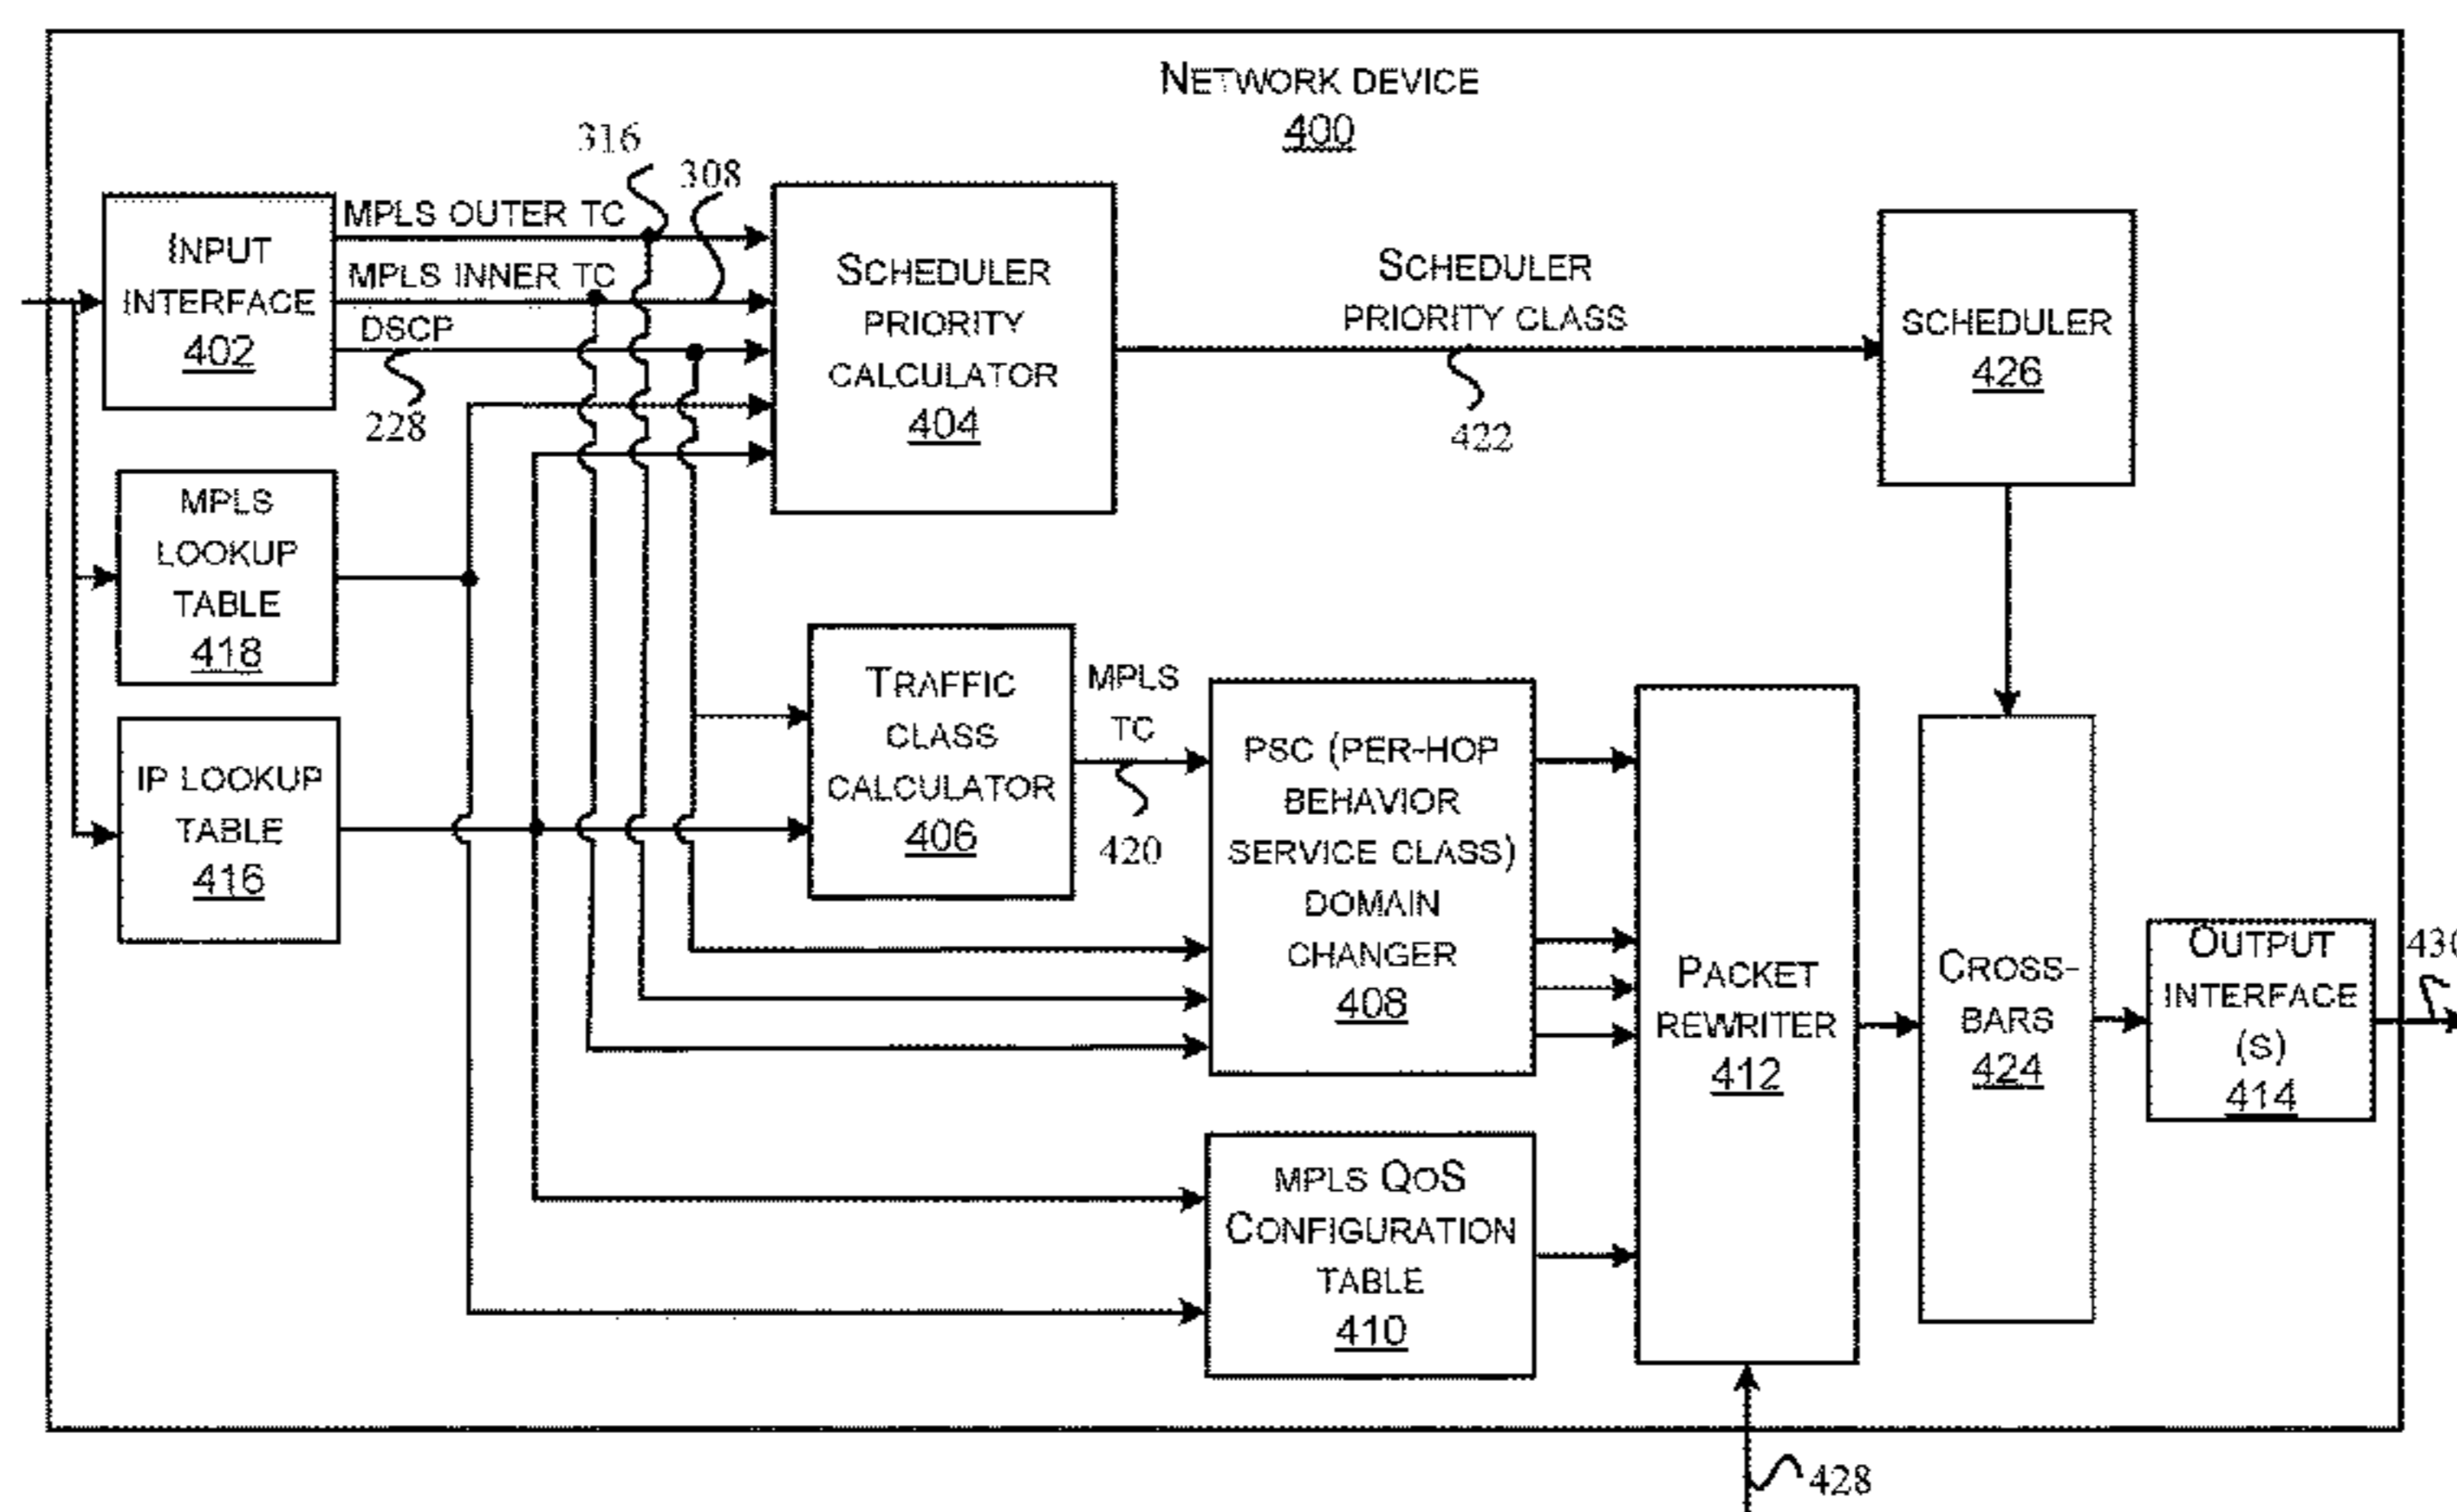 NETWORK DEVICE
400
316
308
MPLS OUTER TC
MPLS INNER TC
DSCP
228
INPUT
INTERFACE
402
SCHEDULER
PRIORITY
CALCULATOR
404
SCHEDULER
PRIORITY CLASS
422
SCHEDULER
426
MPLS
LOOKUP
TABLE
418
IP LOOKUP
TABLE
416
TRAFFIC
CLASS
CALCULATOR
406
MPLS
TC
420
PSC (PER-HOP
BEHAVIOR
SERVICE CLASS)
DOMAIN
CHANGER
408
MPLS QOS
CONFIGURATION
TABLE
410
PACKET
REWRITER
412
CROSS-
BARS
424
OUTPUT
INTERFACE
(S)
414
430
428